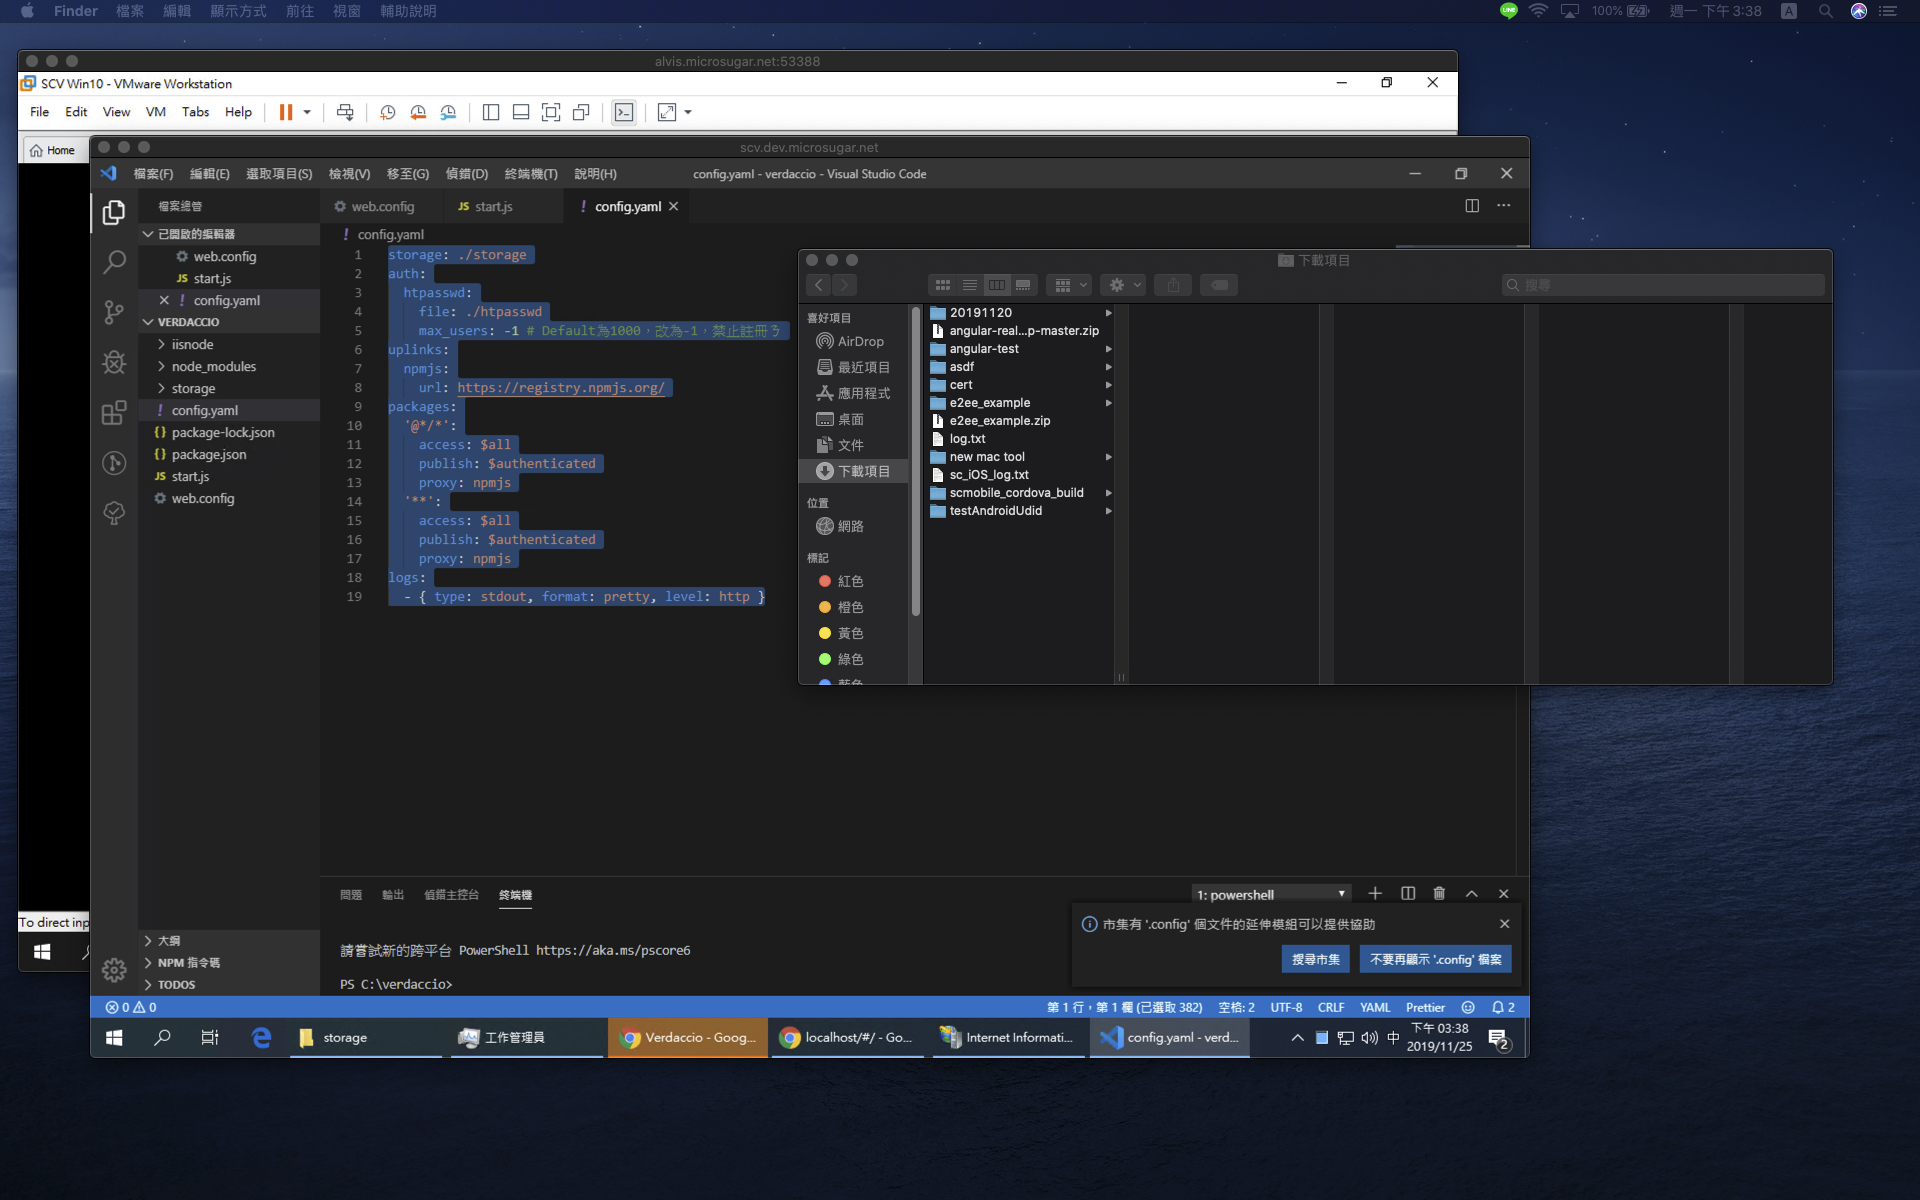 Finder 檔案 編輯 顯示方式 前往 視窗 輔助說明
LINE 100% 週一 下午 3:38 A
alvis.microsugar.net:53388
SCV Win10 - VMware Workstation
File Edit View VM Tabs Help
Home
scv.dev.microsugar.net
檔案(F) 編輯(E) 選取項目(S) 檢視(V) 移至(G) 偵錯(D) 終端機(T) 說明(H)
config.yaml - verdaccio - Visual Studio Code
檔案總管
已開啟的編輯器
web.config
JS start.js
! config.yaml
VERDACCIO
iisnode
node_modules
storage
! config.yaml
{} package-lock.json
{} package.json
JS start.js
web.config
大綱
NPM 指令碼
TODOS
web.config
JS start.js
! config.yaml
! config.yaml
1 storage: ./storage
2 auth:
3 htpasswd:
4 file: ./htpasswd
5 max_users: -1 # Default為1000，改為-1，禁止註冊ㄋ
6 uplinks:
7 npmjs:
8 url: https://registry.npmjs.org/
9 packages:
10 '@*/*':
11 access: $all
12 publish: $authenticated
13 proxy: npmjs
14 '**':
15 access: $all
16 publish: $authenticated
17 proxy: npmjs
18 logs:
19 - { type: stdout, format: pretty, level: http }
下載項目
搜尋
喜好項目
AirDrop
最近項目
應用程式
桌面
文件
下載項目
位置
網路
標記
紅色
橙色
黃色
綠色
藍色
20191120
angular-real...p-master.zip
angular-test
asdf
cert
e2ee_example
e2ee_example.zip
log.txt
new mac tool
sc_iOS_log.txt
scmobile_cordova_build
testAndroidUdid
問題 輸出 偵錯主控台 終端機
1: powershell
請嘗試新的跨平台 PowerShell https://aka.ms/pscore6
PS C:\verdaccio>
市集有 '.config' 個文件的延伸模組可以提供協助
搜尋市集
不要再顯示 '.config' 檔案
To direct inp
0 0
第 1 行，第 1 欄 (已選取 382) 空格: 2 UTF-8 CRLF YAML Prettier 2
storage
工作管理員
Verdaccio - Goog...
localhost/#/ - Go...
Internet Informati...
config.yaml - verd...
中
下午 03:38
2019/11/25
2